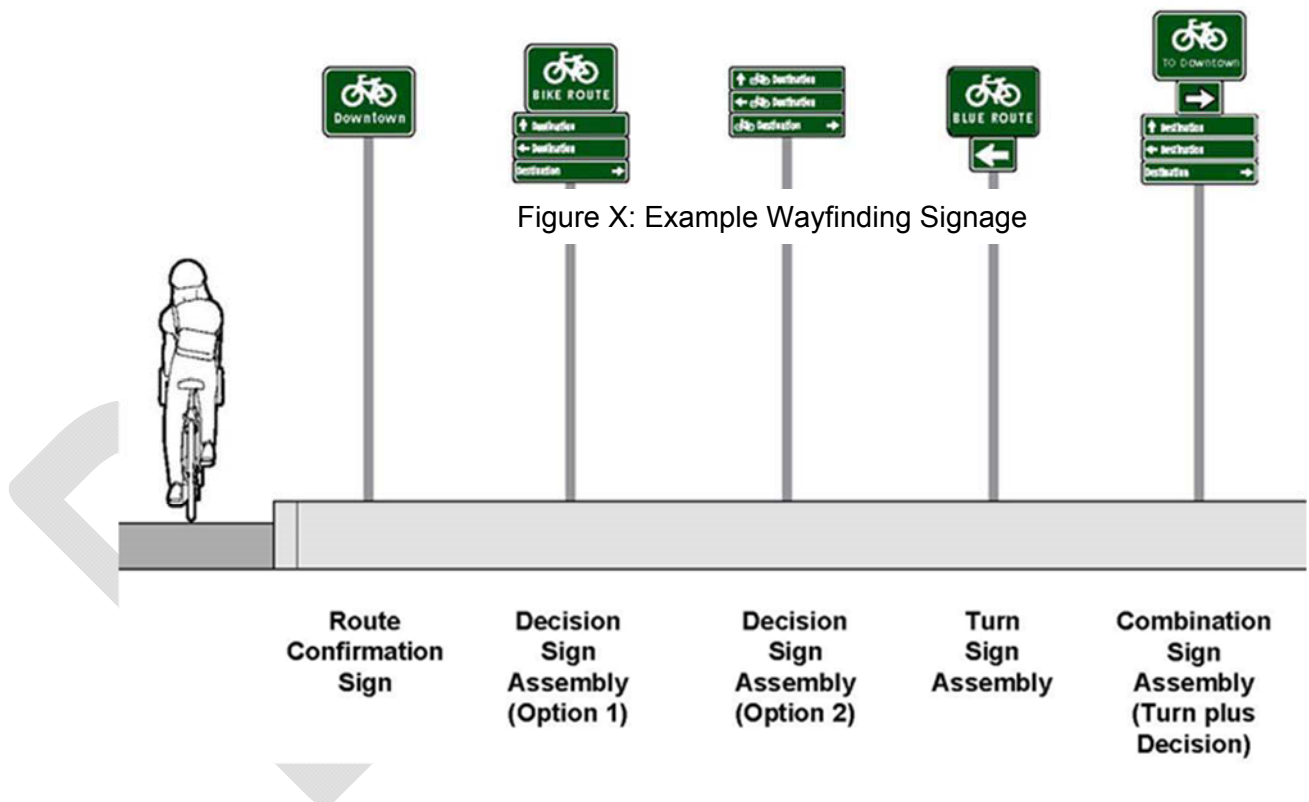 Downtown
BIKE ROUTE
Destination
Destination
Destination
Destination
Destination
Destination
BLUE ROUTE
TO Downtown
Destination
Destination
Destination
Figure X: Example Wayfinding Signage
Route
Confirmation
Sign
Decision
Sign
Assembly
(Option 1)
Decision
Sign
Assembly
(Option 2)
Turn
Sign
Assembly
Combination
Sign
Assembly
(Turn plus
Decision)